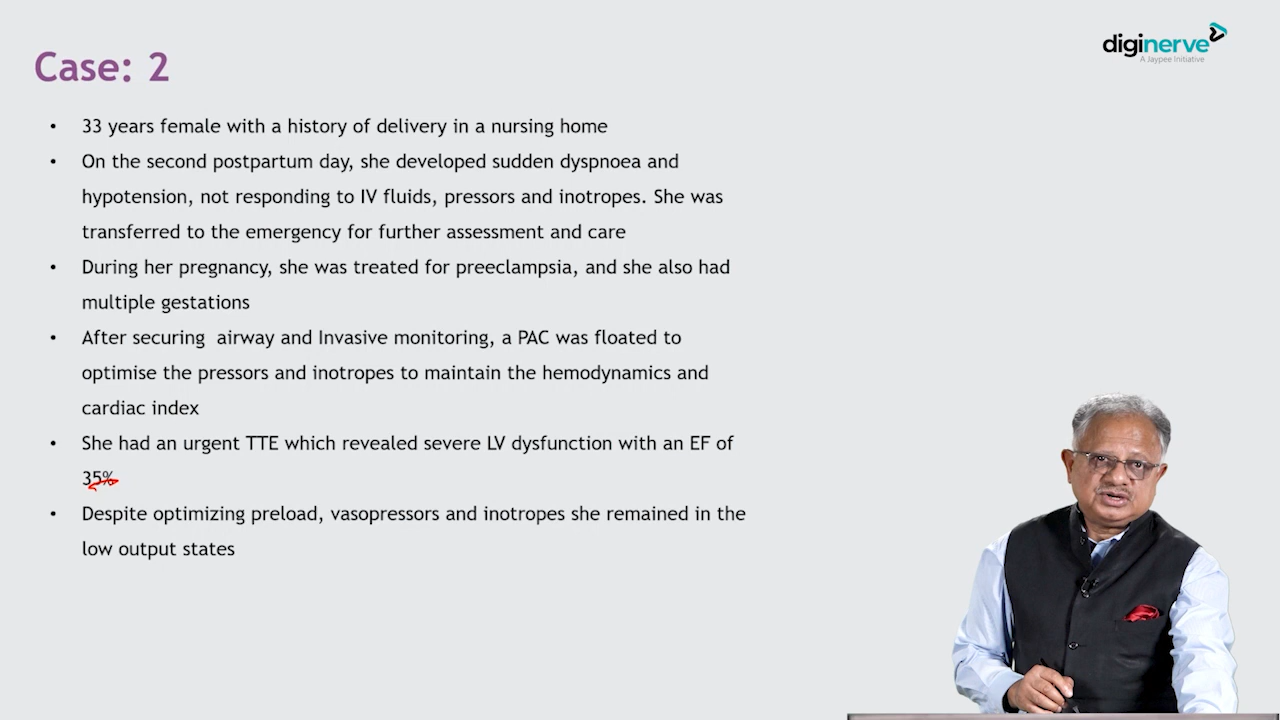 diginerve
A Jaypee Initiative
Case: 2
• 33 years female with a history of delivery in a nursing home
• On the second postpartum day, she developed sudden dyspnoea and
hypotension, not responding to IV fluids, pressors and inotropes. She was
transferred to the emergency for further assessment and care
• During her pregnancy, she was treated for preeclampsia, and she also had
multiple gestations
• After securing airway and Invasive monitoring, a PAC was floated to
optimise the pressors and inotropes to maintain the hemodynamics and
cardiac index
• She had an urgent TTE which revealed severe LV dysfunction with an EF of
35%
• Despite optimizing preload, vasopressors and inotropes she remained in the
low output states